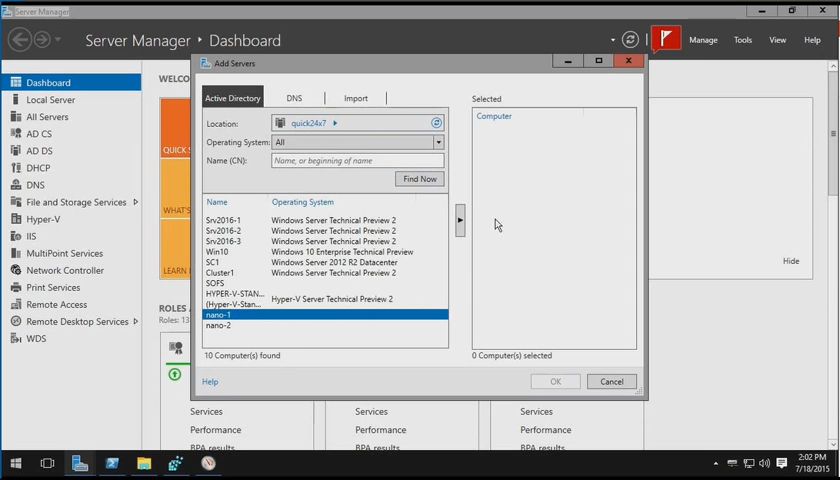 Server Manager
Server Manager ▸ Dashboard
Manage Tools View Help
Dashboard
Local Server
All Servers
AD CS
AD DS
DHCP
DNS
File and Storage Services
Hyper-V
IIS
MultiPoint Services
Network Controller
Print Services
Remote Access
Remote Desktop Services
WDS
WELC
QUICK S
WHAT'S
LEARN
Hide
ROLES A
Roles: 13
Add Servers
Active Directory DNS Import
Location: quick24x7
Operating System: All
Name (CN): Name, or beginning of name
Find Now
Name Operating System
Srv2016-1 Windows Server Technical Preview 2
Srv2016-2 Windows Server Technical Preview 2
Srv2016-3 Windows Server Technical Preview 2
Win10 Windows 10 Enterprise Technical Preview
SC1 Windows Server 2012 R2 Datacenter
Cluster1 Windows Server Technical Preview 2
SOFS
HYPER-V-STAN...
(Hyper-V-Stan... Hyper-V Server Technical Preview 2
nano-1
nano-2
10 Computer(s) found
Selected
Computer
0 Computer(s) selected
Help
OK Cancel
Services Services Services
Performance Performance Performance
BPA results BPA results BPA results
2:02 PM
7/18/2015